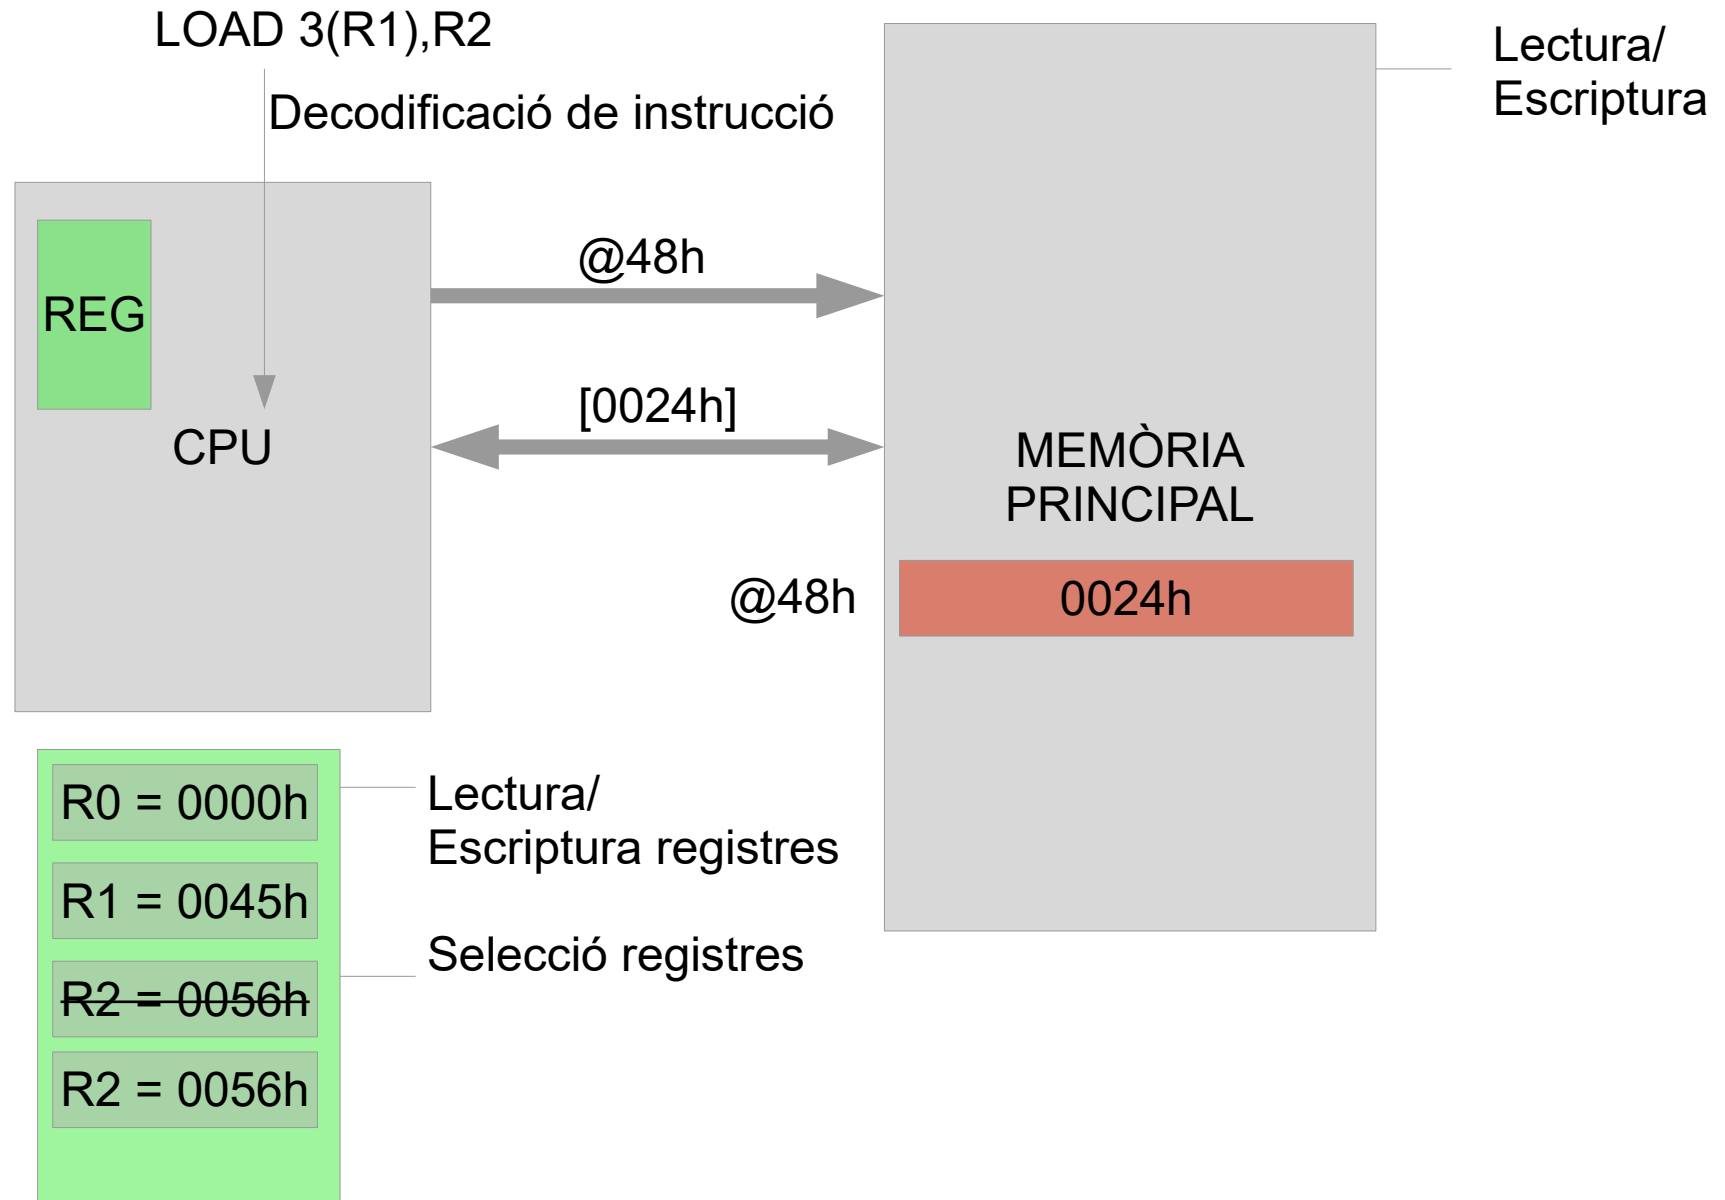 LOAD 3(R1),R2
Decodificació de instrucció
Lectura/
Escriptura
REG
CPU
@48h
[0024h]
MEMÒRIA
PRINCIPAL
@48h
0024h
R0 = 0000h
R1 = 0045h
R2 = 0056h
R2 = 0056h
Lectura/
Escriptura registres
Selecció registres